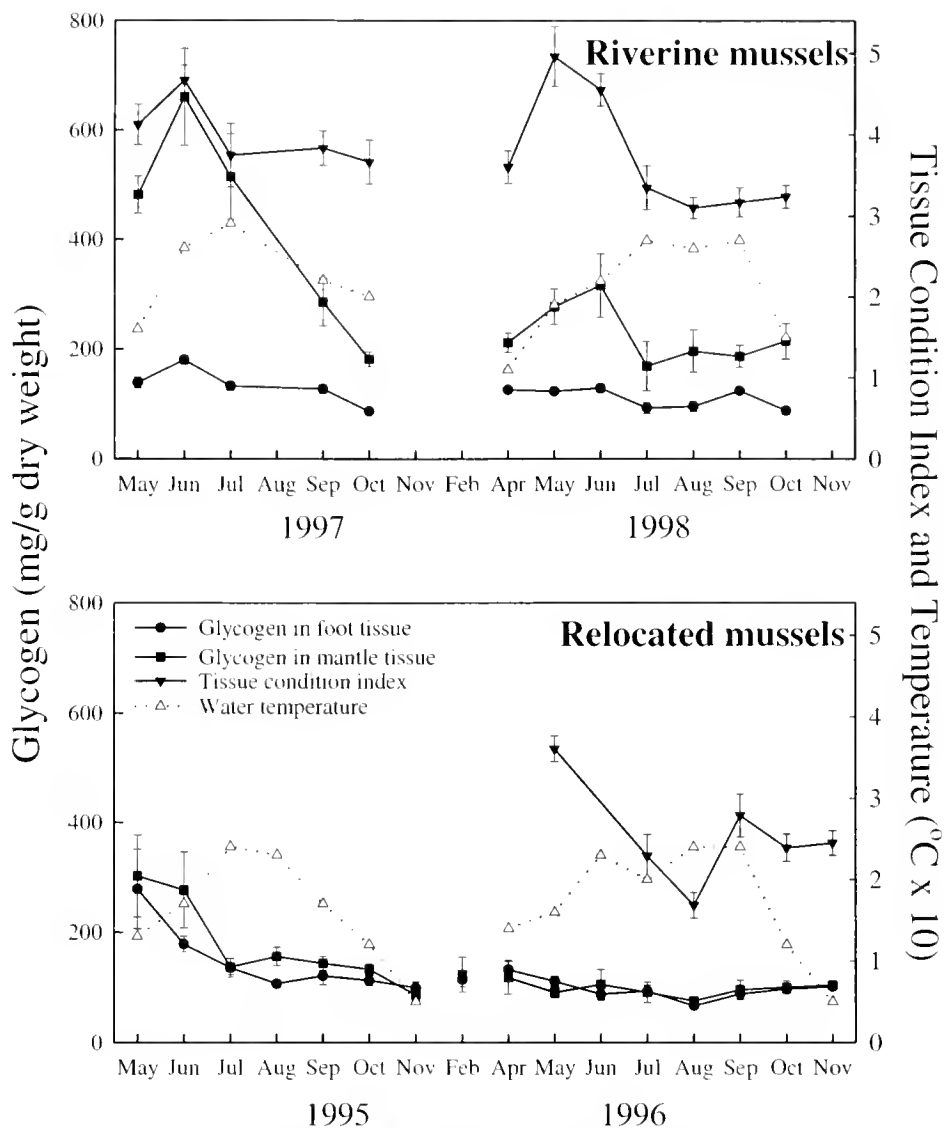 Glycogen (mg/g dry weight)
Tissue Condition Index and Temperature (°C x 10)
Riverine mussels
800
600
400
200
0
5
4
3
2
1
0
May Jun Jul Aug Sep Oct Nov Feb Apr May Jun Jul Aug Sep Oct Nov
1997 1998
Relocated mussels
Glycogen in foot tissue
Glycogen in mantle tissue
Tissue condition index
Water temperature
800
600
400
200
0
5
4
3
2
1
0
May Jun Jul Aug Sep Oct Nov Feb Apr May Jun Jul Aug Sep Oct Nov
1995 1996